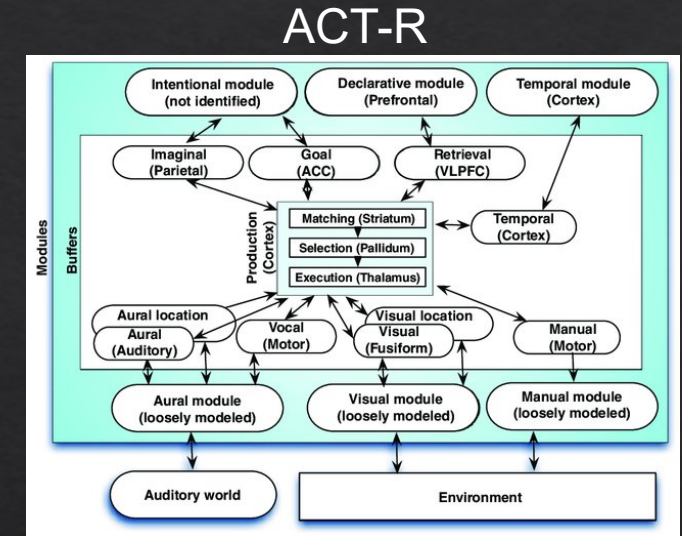 ACT-R
Intentional module
(not identified)
Declarative module
(Prefrontal)
Temporal module
(Cortex)
Imaginal
(Parietal)
Goal
(ACC)
Retrieval
(VLPFC)
Temporal
(Cortex)
Modules
Buffers
Production
(Cortex)
Matching (Striatum)
Selection (Pallidum)
Execution (Thalamus)
Aural location
Aural
(Auditory)
Vocal
(Motor)
Visual location
Visual
(Fusiform)
Manual
(Motor)
Aural module
(loosely modeled)
Visual module
(loosely modeled)
Manual module
(loosely modeled)
Auditory world
Environment